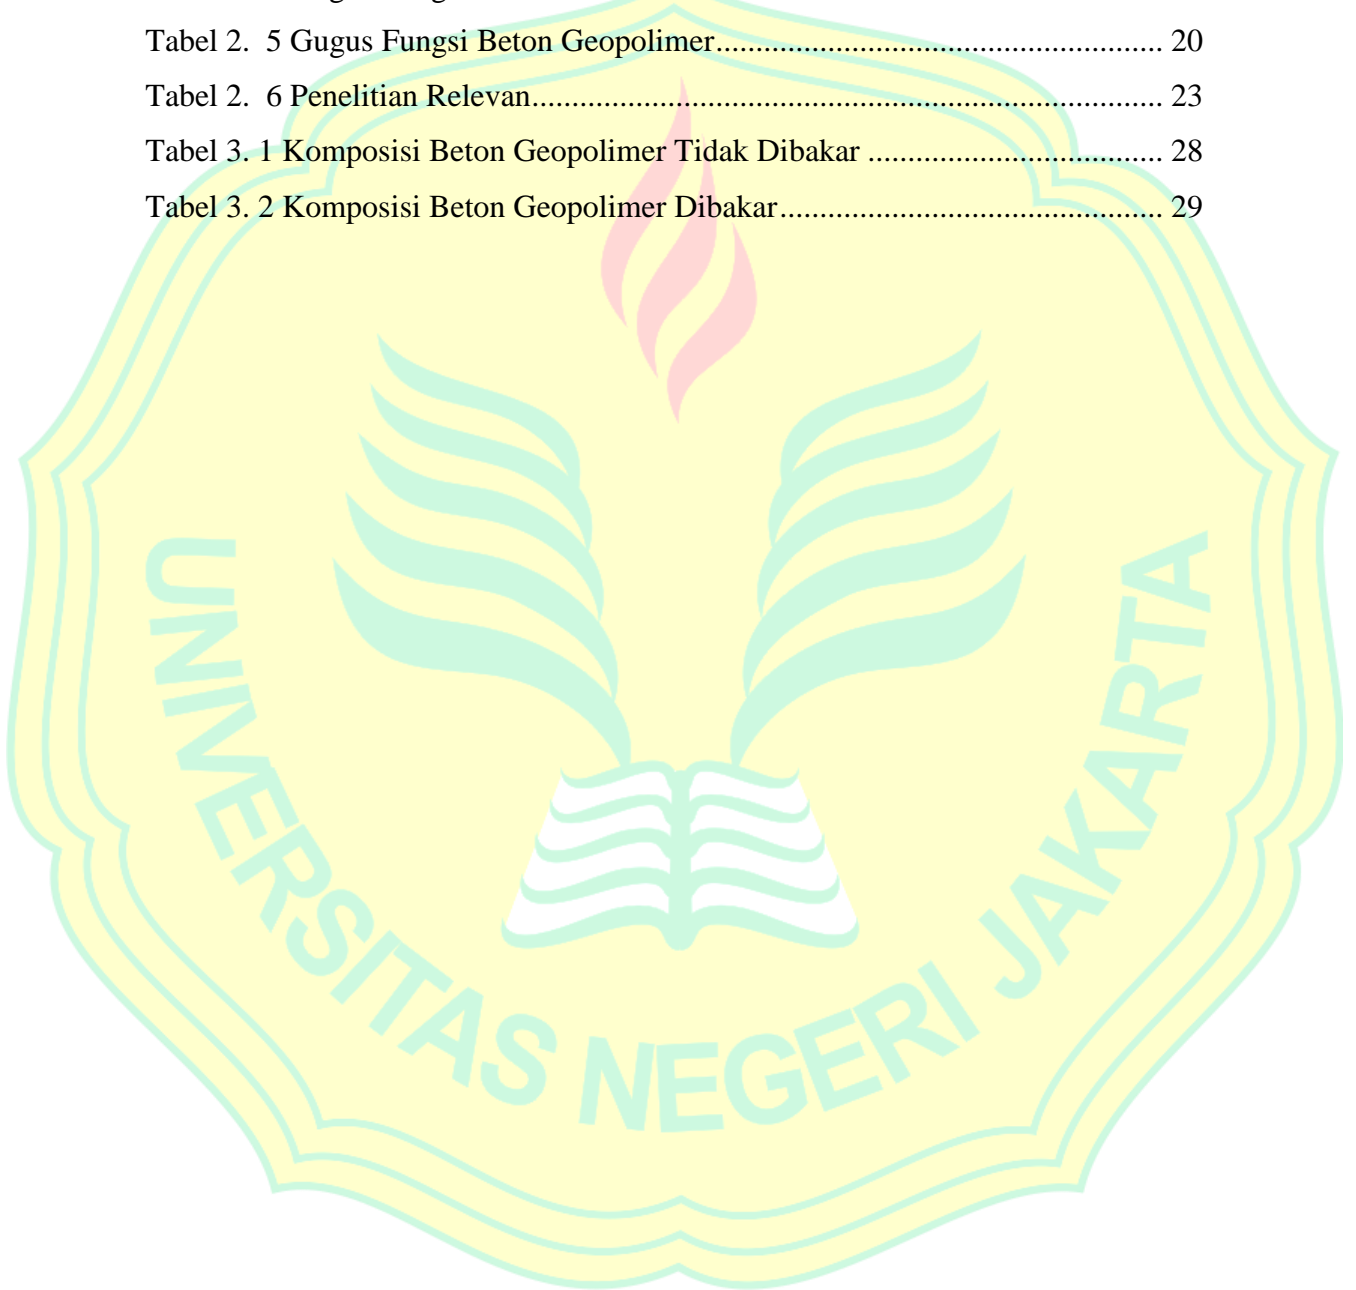 Tabel 2.  5 Gugus Fungsi Beton Geopolimer....................................................... 20
Tabel 2.  6 Penelitian Relevan.............................................................................. 23
Tabel 3. 1 Komposisi Beton Geopolimer Tidak Dibakar .................................... 28
Tabel 3. 2 Komposisi Beton Geopolimer Dibakar............................................... 29
UNIVERSITAS NEGERI JAKARTA